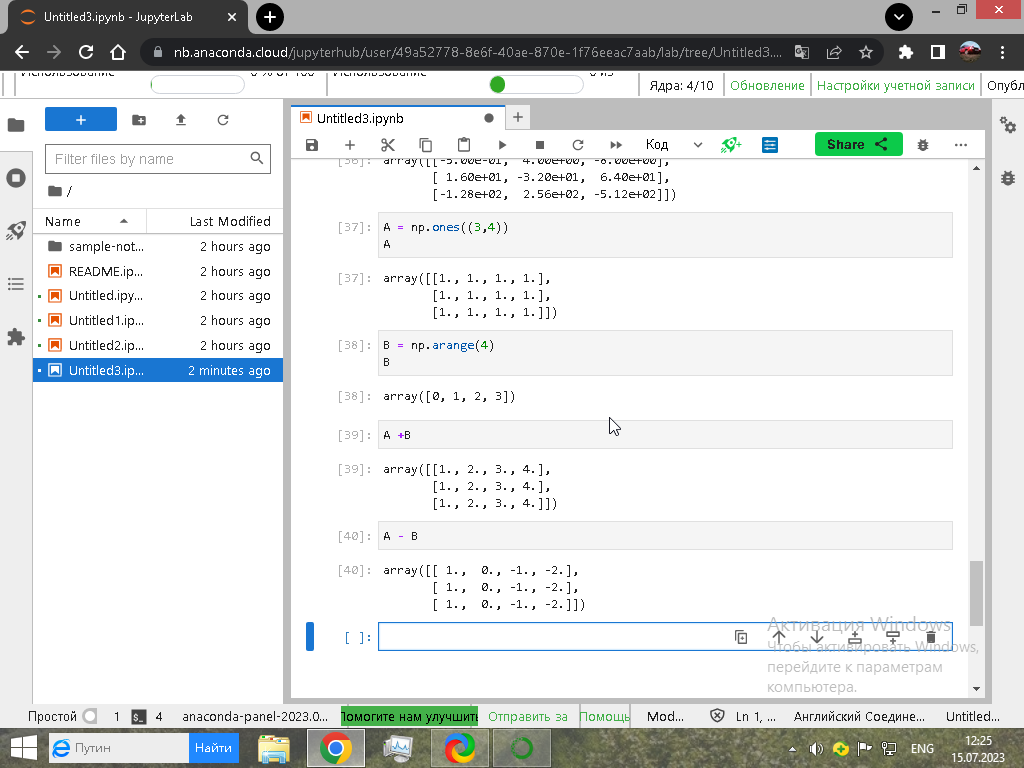 Untitled3.ipynb - JupyterLab
nb.anaconda.cloud/jupyterhub/user/49a52778-8e6f-40ae-870e-1f76eeac7aab/lab/tree/Untitled3....
Использование 0 % от 100 Использование 0 из
Ядра: 4/10 Обновление Настройки учетной записи Опубл
Filter files by name
/
Name Last Modified
sample-not... 2 hours ago
README.ip... 2 hours ago
Untitled.ipy... 2 hours ago
Untitled1.ip... 2 hours ago
Untitled2.ip... 2 hours ago
Untitled3.ip... 2 minutes ago
Untitled3.ipynb
Код
Share
[36]: array([[-5.00e-01, 4.00e+00, -8.00e+00],
[ 1.60e+01, -3.20e+01, 6.40e+01],
[-1.28e+02, 2.56e+02, -5.12e+02]])
[37]: A = np.ones((3,4))
A
[37]: array([[1., 1., 1., 1.],
[1., 1., 1., 1.],
[1., 1., 1., 1.]])
[38]: B = np.arange(4)
B
[38]: array([0, 1, 2, 3])
[39]: A +B
[39]: array([[1., 2., 3., 4.],
[1., 2., 3., 4.],
[1., 2., 3., 4.]])
[40]: A - B
[40]: array([[ 1., 0., -1., -2.],
[ 1., 0., -1., -2.],
[ 1., 0., -1., -2.]])
[ ]:
Активация Windows
Чтобы активировать Windows,
перейдите к параметрам
компьютера.
Простой 1 $_ 4 anaconda-panel-2023.0... Помогите нам улучшить Отправить за Помощь Mod... Ln 1, ... Английский Соедине... Untitled...
Путин Найти
ENG
12:25
15.07.2023